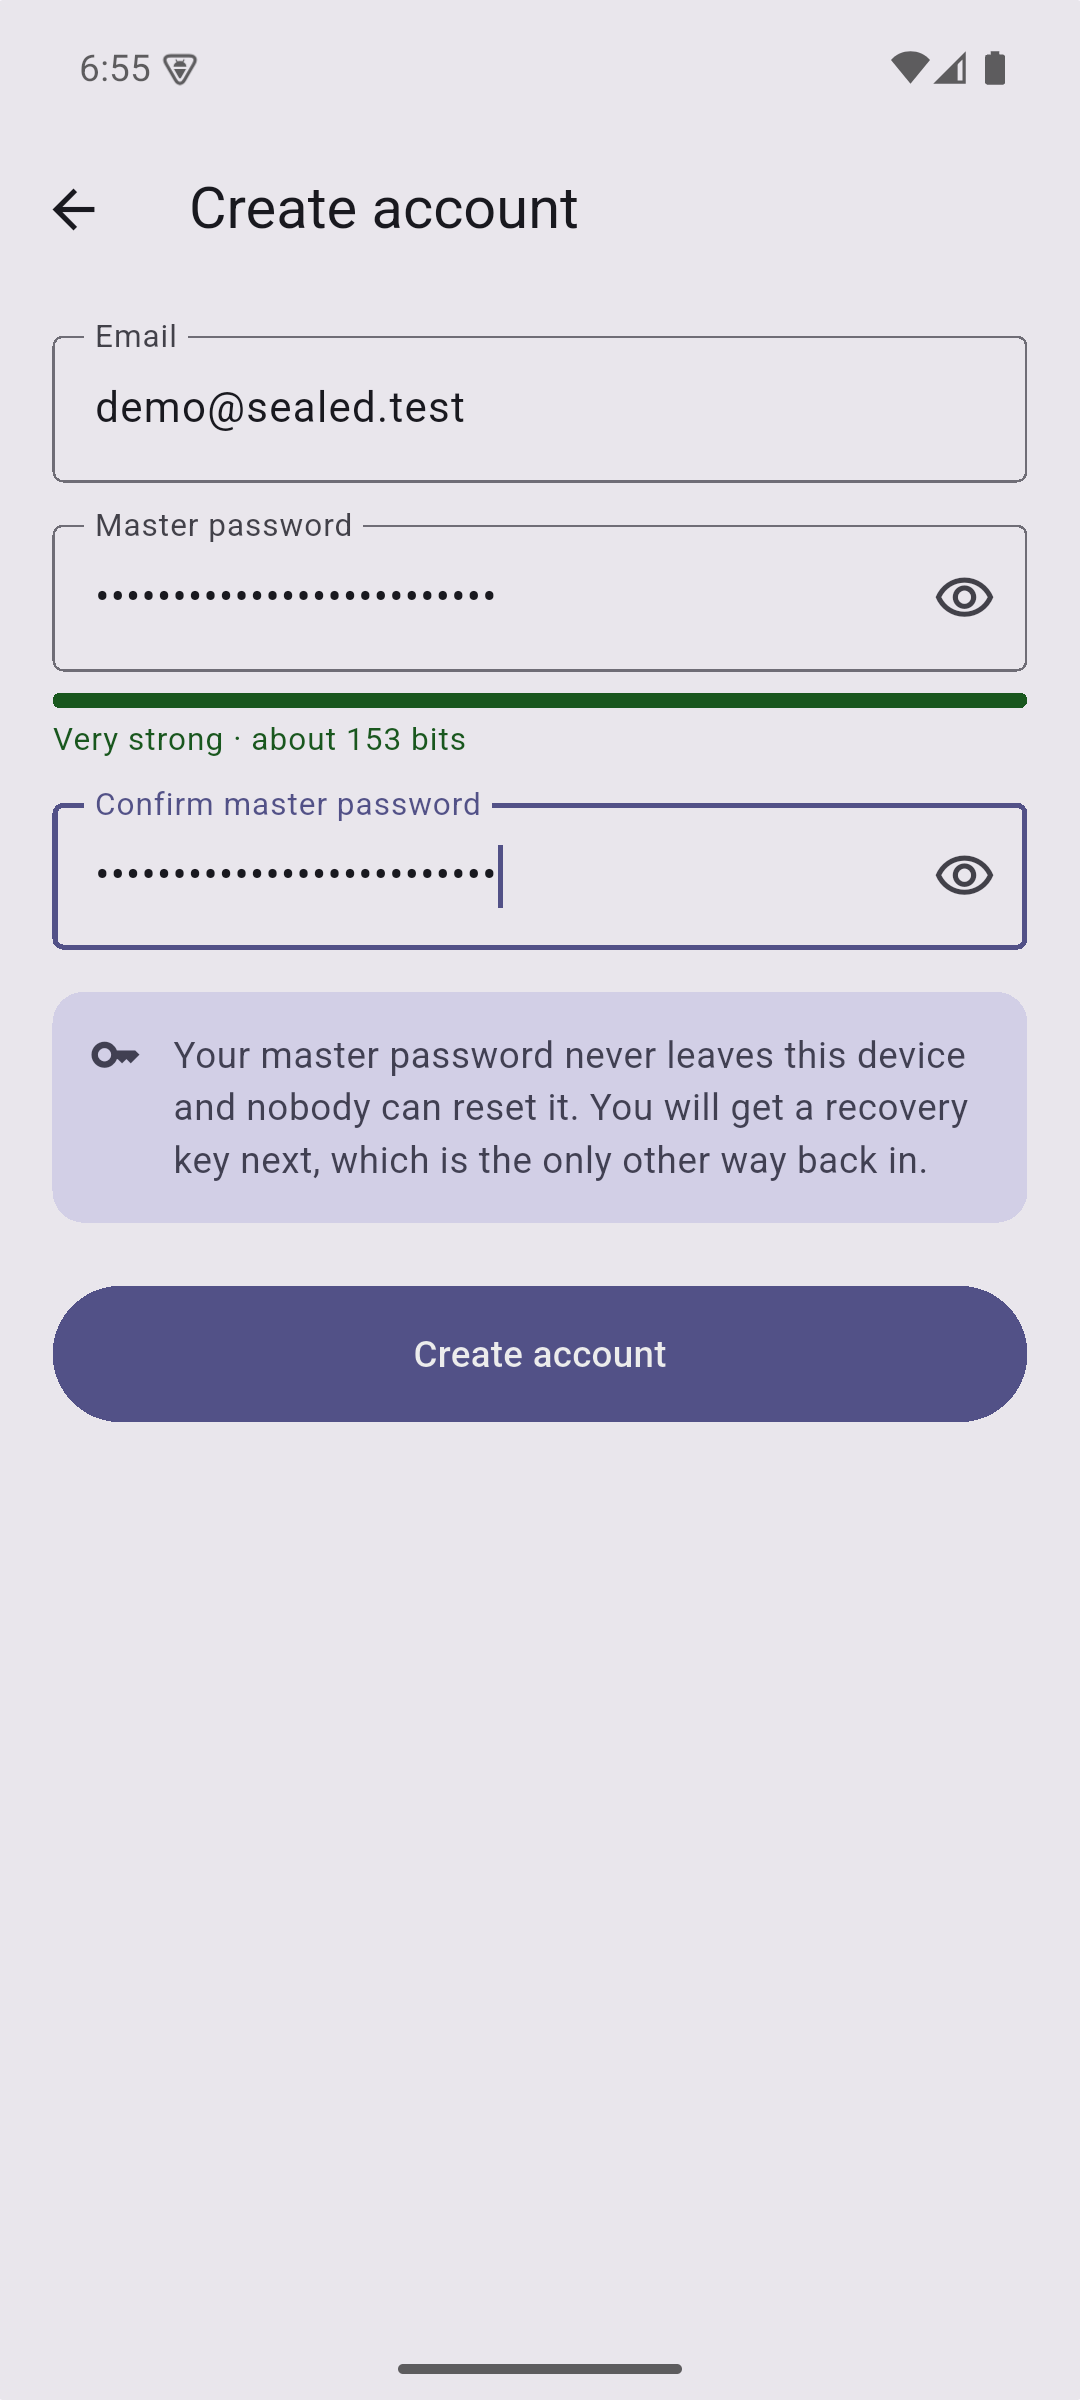 6:55
Create account
Email
demo@sealed.test
Master password
••••••••••••••••••••••••••
Very strong · about 153 bits
Confirm master password
••••••••••••••••••••••••••
Your master password never leaves this device
and nobody can reset it. You will get a recovery
key next, which is the only other way back in.
Create account